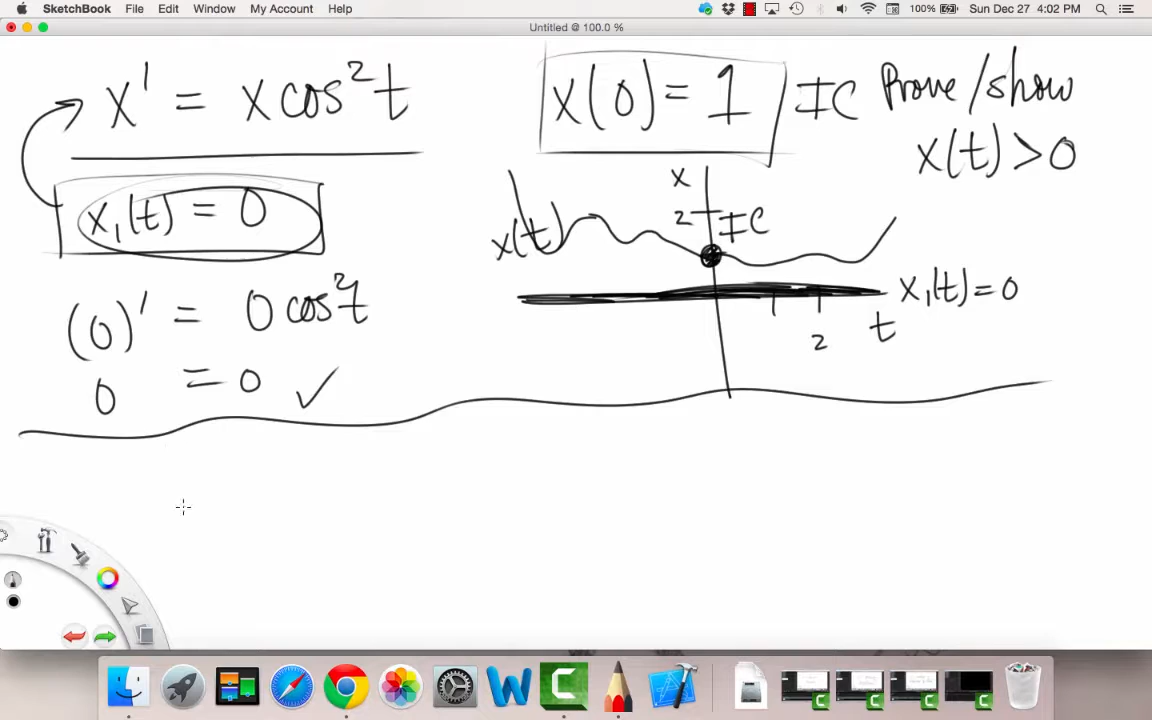 SketchBook File Edit Window My Account Help 100% Sun Dec 27 4:02 PM
Untitled @ 100.0 %
x' = x cos²t
x(0) = 1 IC Prove/show
x(t) > 0
x₁(t) = 0
x
2
IC
x(t)
x₁(t) = 0
2
t
(0)' = 0 cos²t
0 = 0 ✓